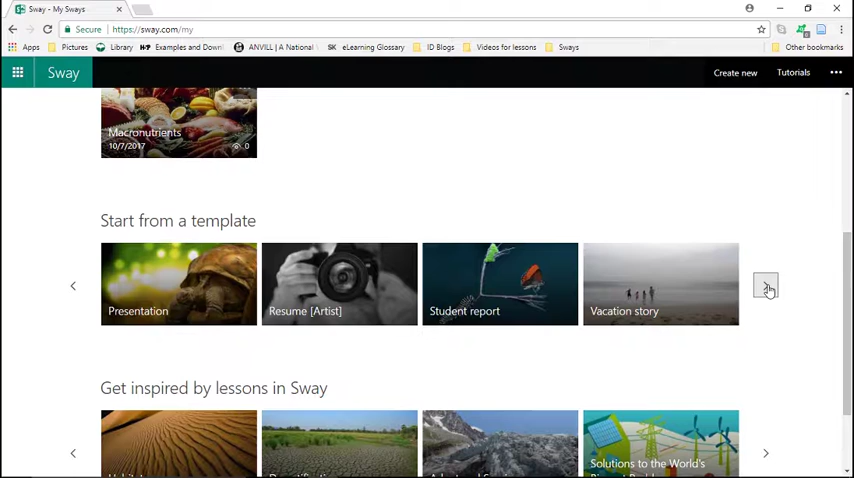 Sway - My Sways
Secure
https://sway.com/my
Apps
Pictures
Library
Examples and Down
ANVILL | A National
SK eLearning Glossary
ID Blogs
Videos for lessons
Sways
Other bookmarks
Sway
Create new
Tutorials
Macronutrients
10/7/2017
0
Start from a template
Presentation
Resume [Artist]
Student report
Vacation story
Get inspired by lessons in Sway
Solutions to the World's